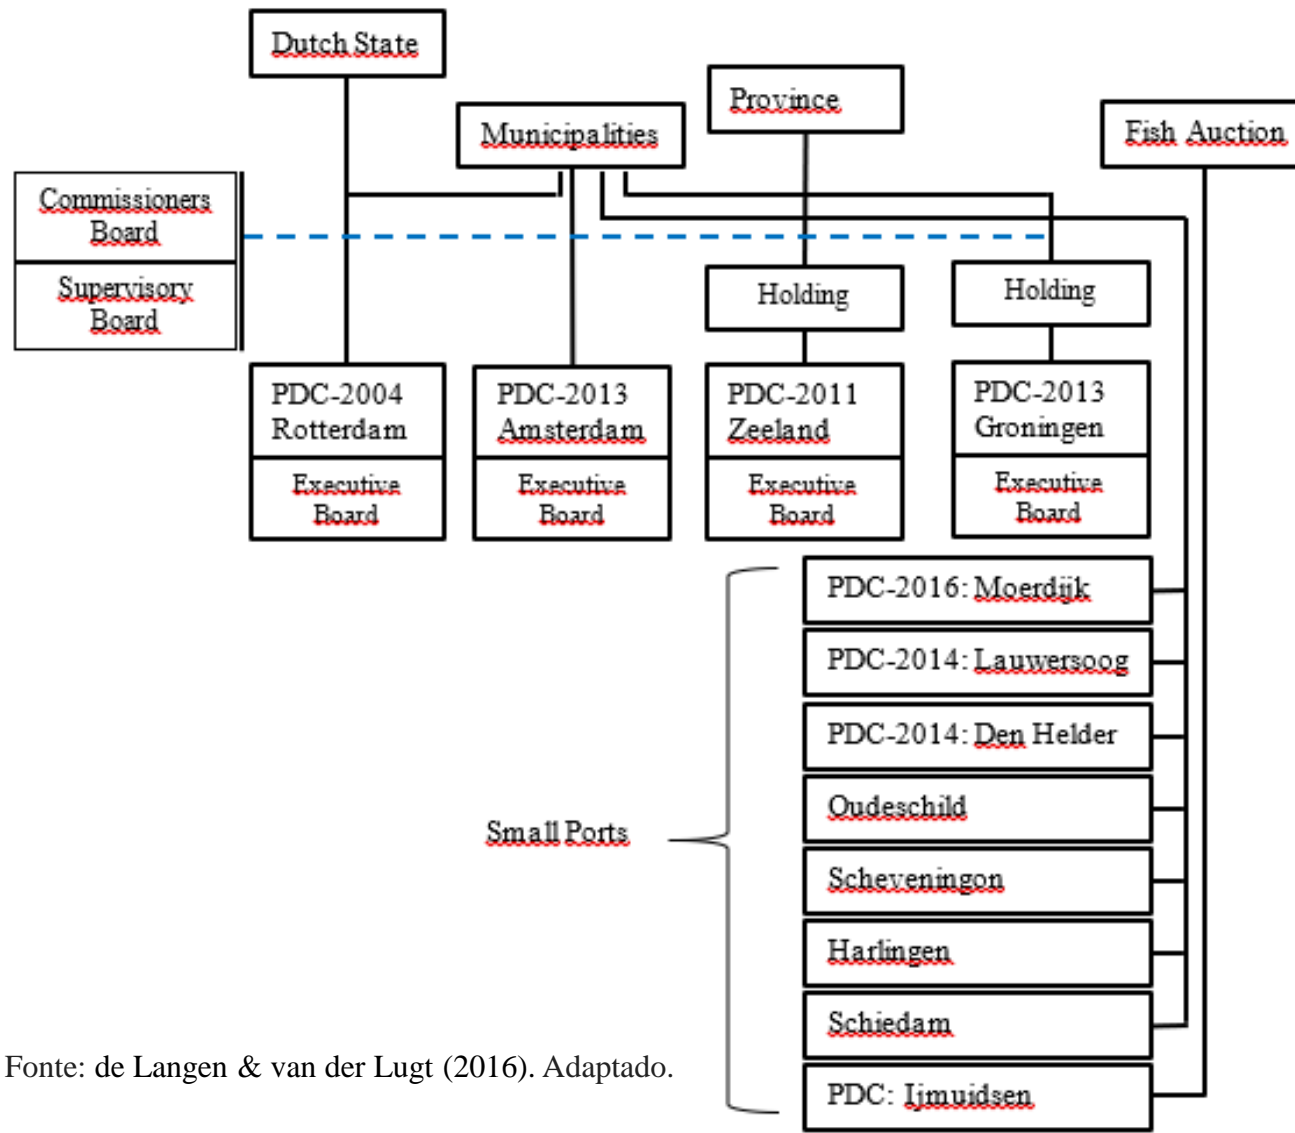 Dutch State
Municipalities
Province
Fish Auction
Commissioners
Board
Supervisory
Board
Holding
Holding
PDC-2004
Rotterdam
Executive
Board
PDC-2013
Amsterdam
Executive
Board
PDC-2011
Zeeland
Executive
Board
PDC-2013
Groningen
Executive
Board
Small Ports
PDC-2016: Moerdijk
PDC-2014: Lauwersoog
PDC-2014: Den Helder
Oudeschild
Scheveningon
Harlingen
Schiedam
PDC: Ijmuidsen
Fonte: de Langen & van der Lugt (2016). Adaptado.